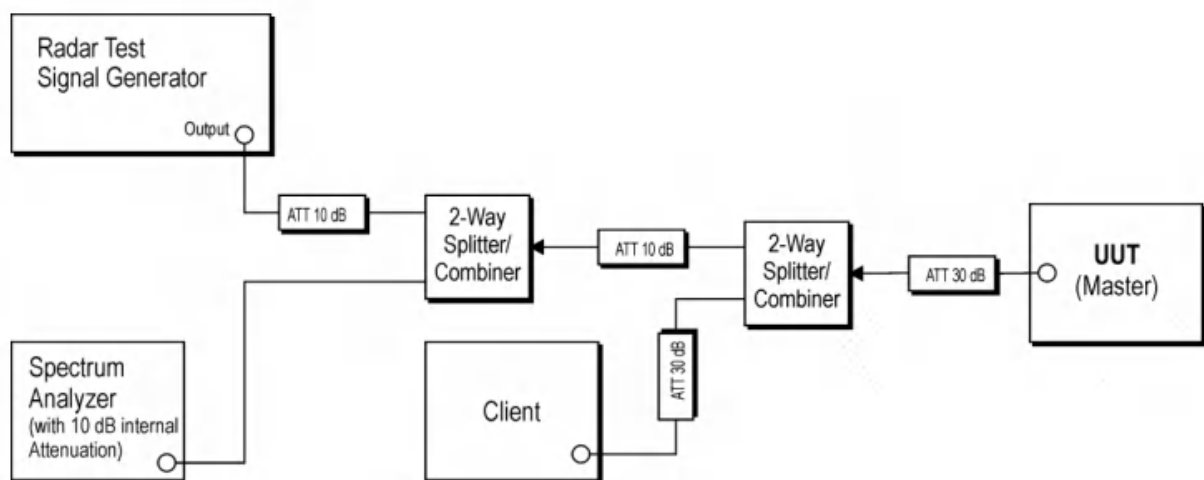 Radar Test
Signal Generator
Output
ATT 10 dB
2-Way
Splitter/
Combiner
ATT 10 dB
2-Way
Splitter/
Combiner
ATT 30 dB
UUT
(Master)
Spectrum
Analyzer
(with 10 dB internal
Attenuation)
Client
ATT 30 dB